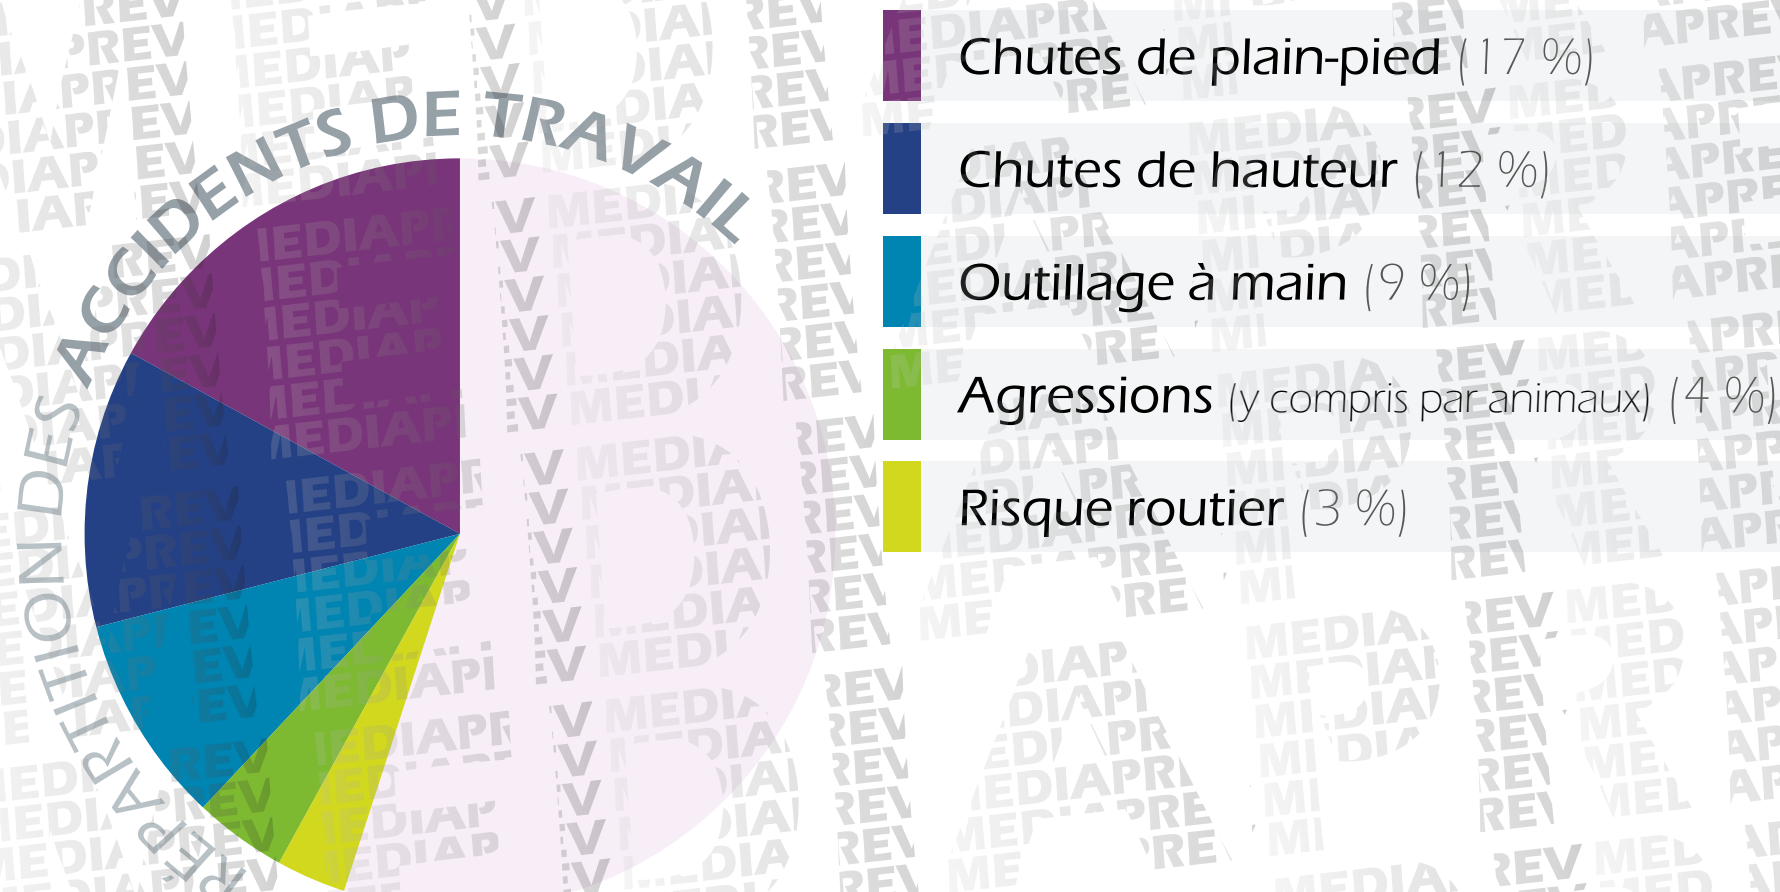 RÉPARTITION DES ACCIDENTS DE TRAVAIL
Chutes de plain-pied (17 %)
Chutes de hauteur (12 %)
Outillage à main (9 %)
Agressions (y compris par animaux) (4 %)
Risque routier (3 %)